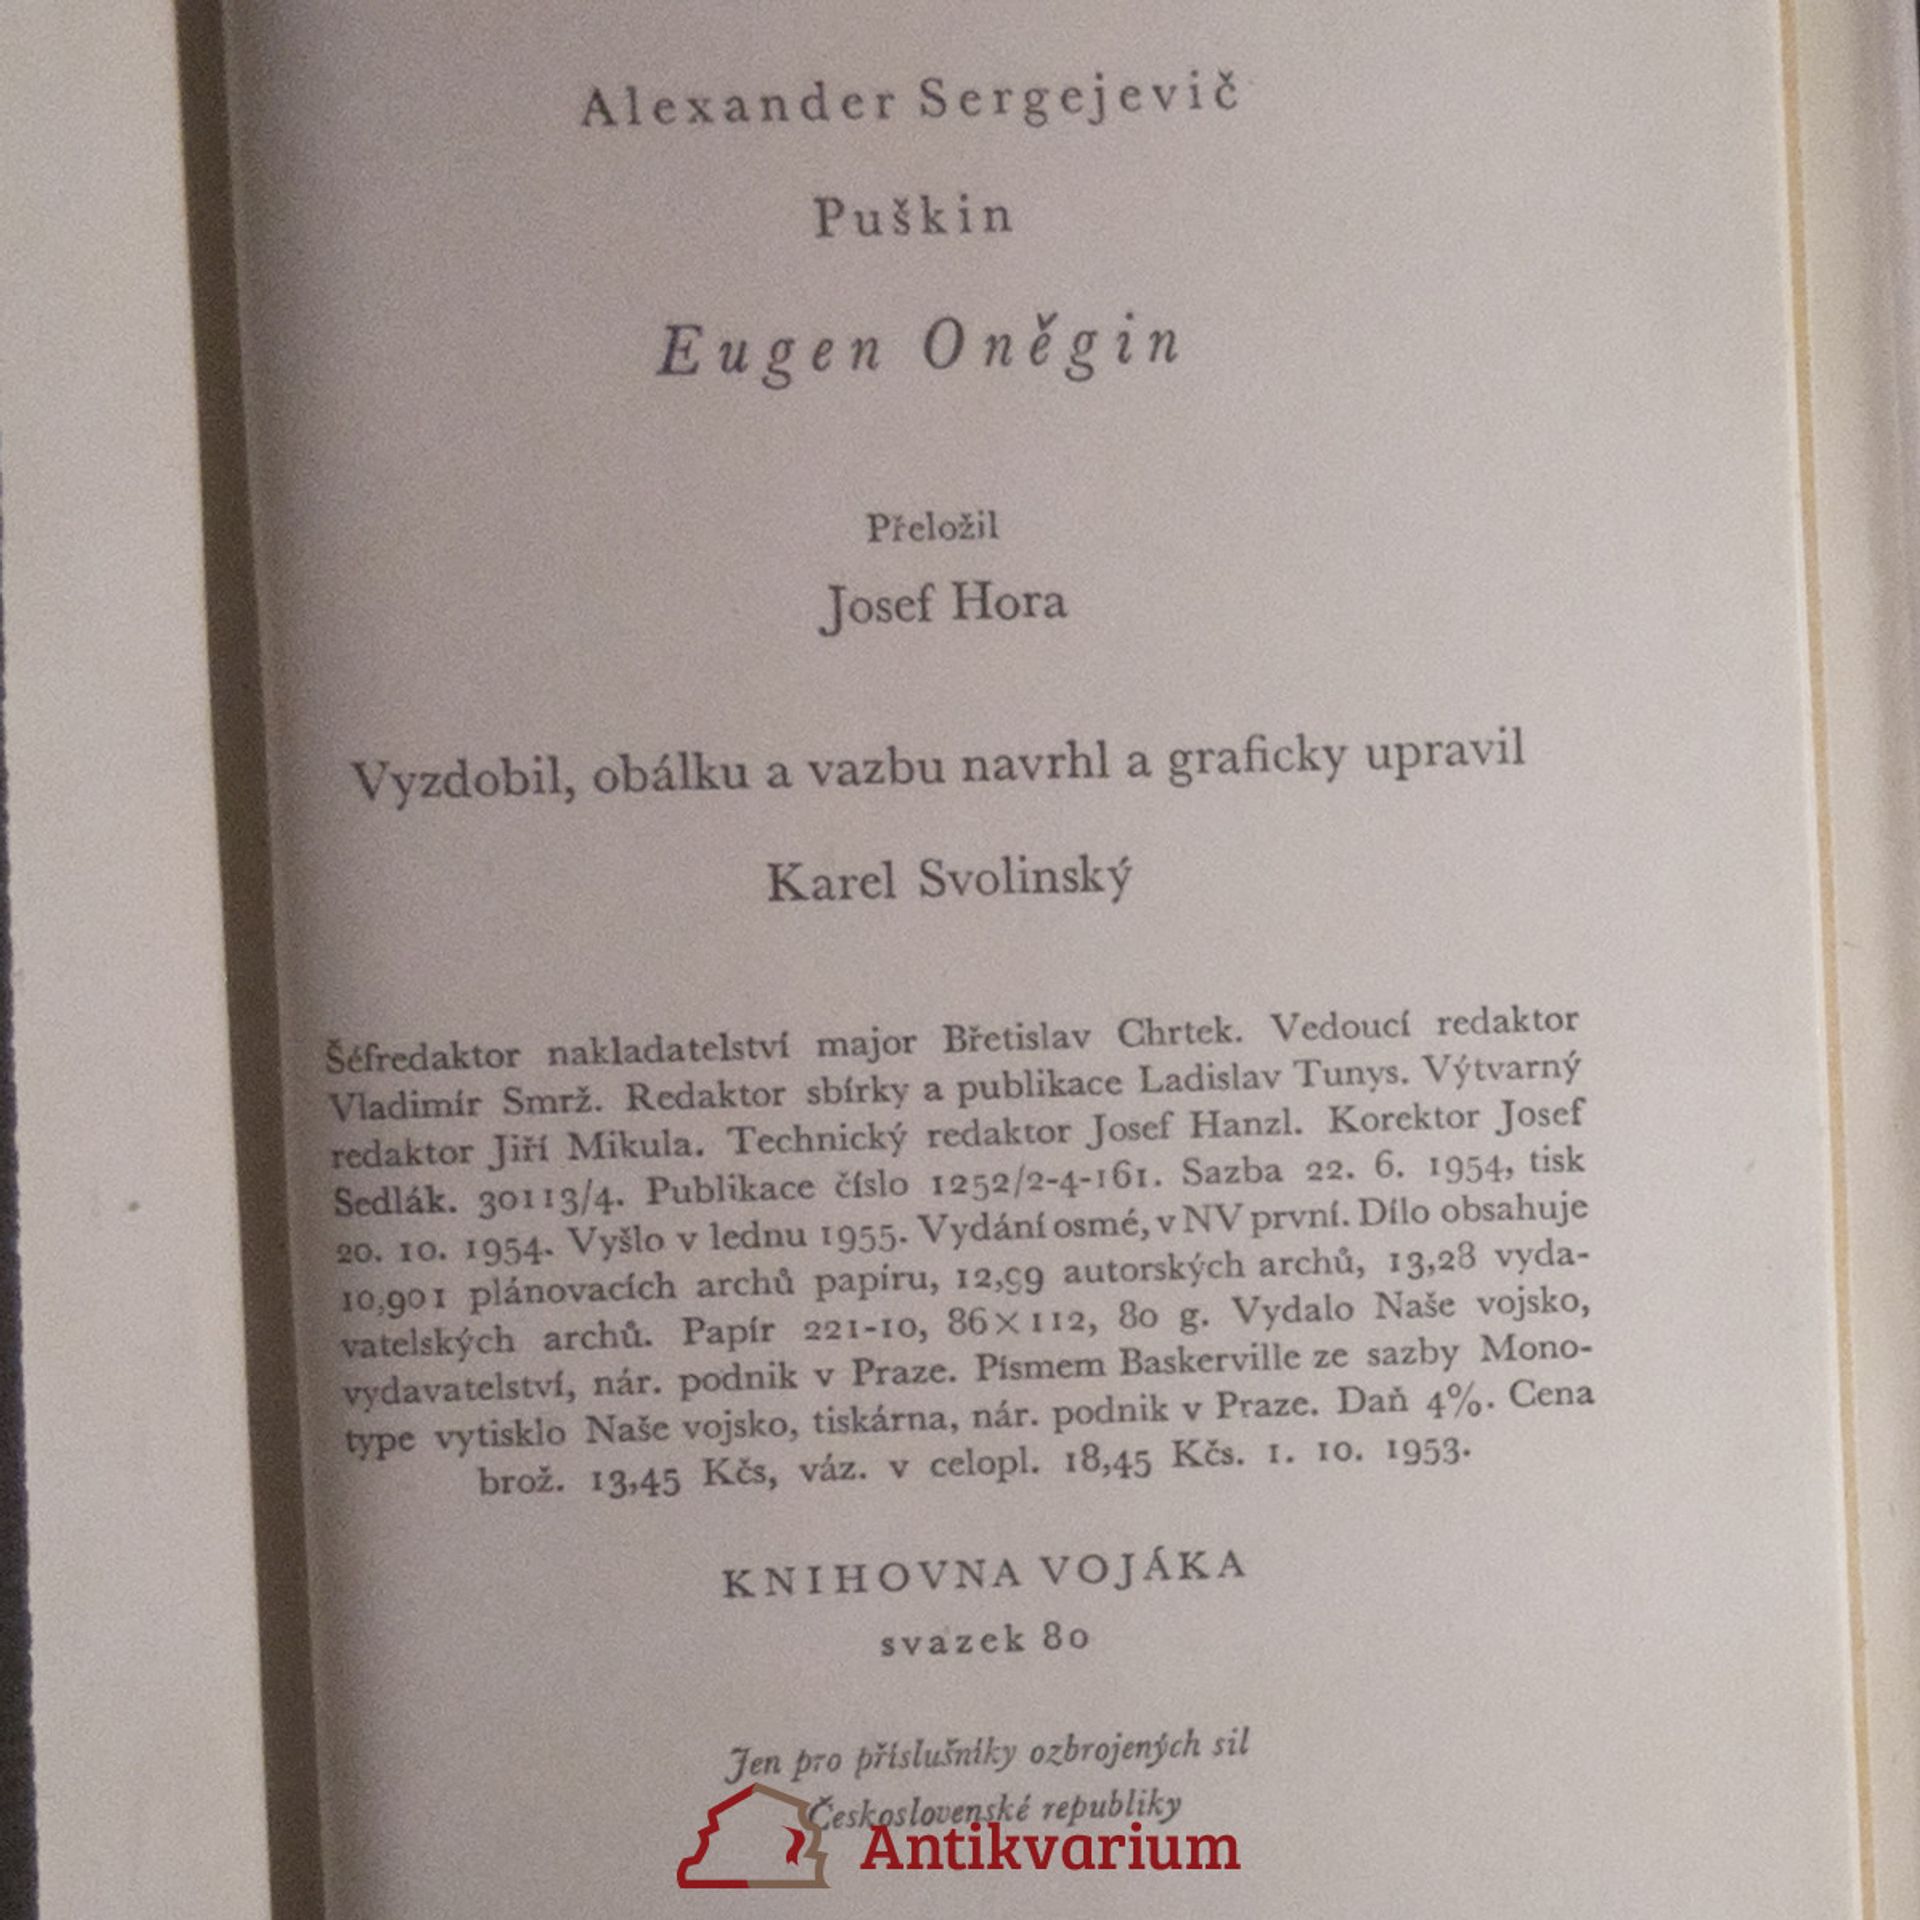 Alexander Sergejevič
Puškin
Eugen Oněgin
Přeložil
Josef Hora
Vyzdobil, obálku a vazbu navrhl a graficky upravil
Karel Svolinský
Šéfredaktor nakladatelství major Břetislav Chrtek. Vedoucí redaktor
Vladimír Smrž. Redaktor sbírky a publikace Ladislav Tunys. Výtvarný
redaktor Jiří Mikula. Technický redaktor Josef Hanzl. Korektor Josef
Sedlák. 30113/4. Publikace číslo 1252/2-4-161. Sazba 22. 6. 1954, tisk
20. 10. 1954. Vyšlo v lednu 1955. Vydání osmé, v NV první. Dílo obsahuje
10,901 plánovacích archů papíru, 12,99 autorských archů, 13,28 vyda-
vatelských archů. Papír 221-10, 86×112, 80 g. Vydalo Naše vojsko,
vydavatelství, nár. podnik v Praze. Písmem Baskerville ze sazby Mono-
type vytisklo Naše vojsko, tiskárna, nár. podnik v Praze. Daň 4%. Cena
brož. 13,45 Kčs, váz. v celopl. 18,45 Kčs. 1. 10. 1953.
KNIHOVNA VOJÁKA
svazek 80
Jen pro příslušníky ozbrojených sil
Československé republiky
Antikvarium